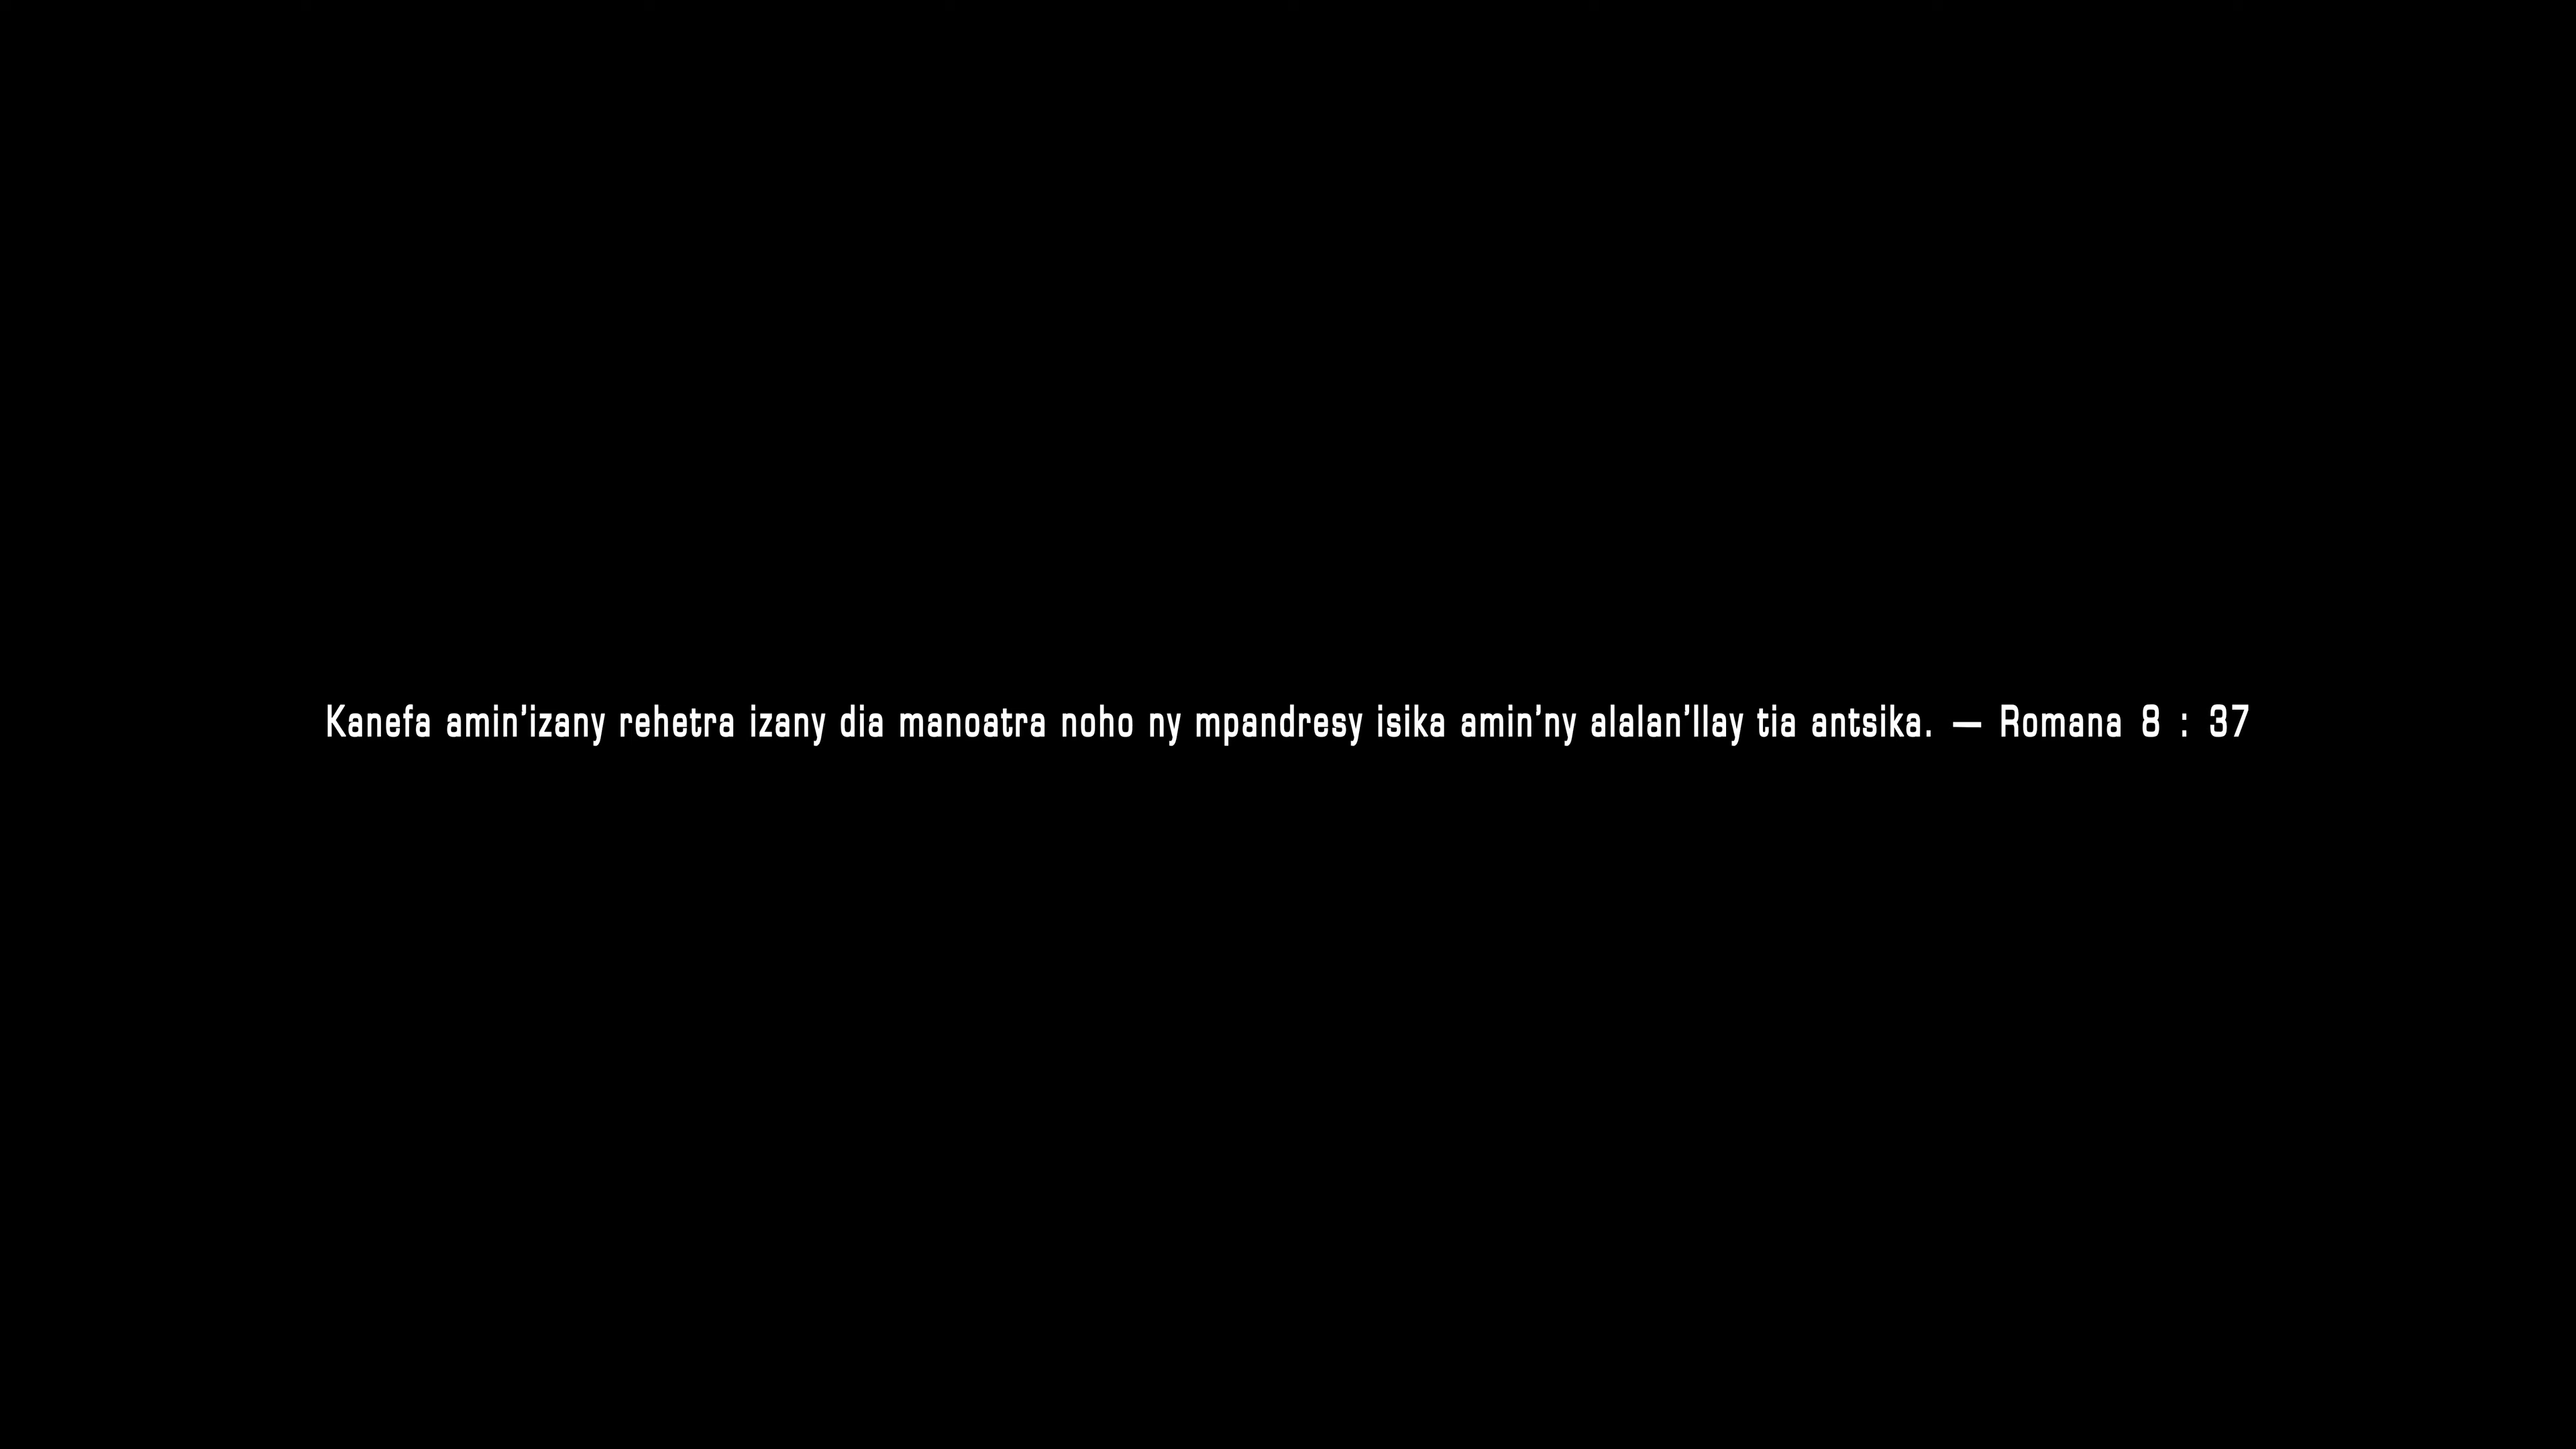 Kanefa amin’izany rehetra izany dia manoatra noho ny mpandresy isika amin’ny alalan’llay tia antsika. — Romana 8 : 37